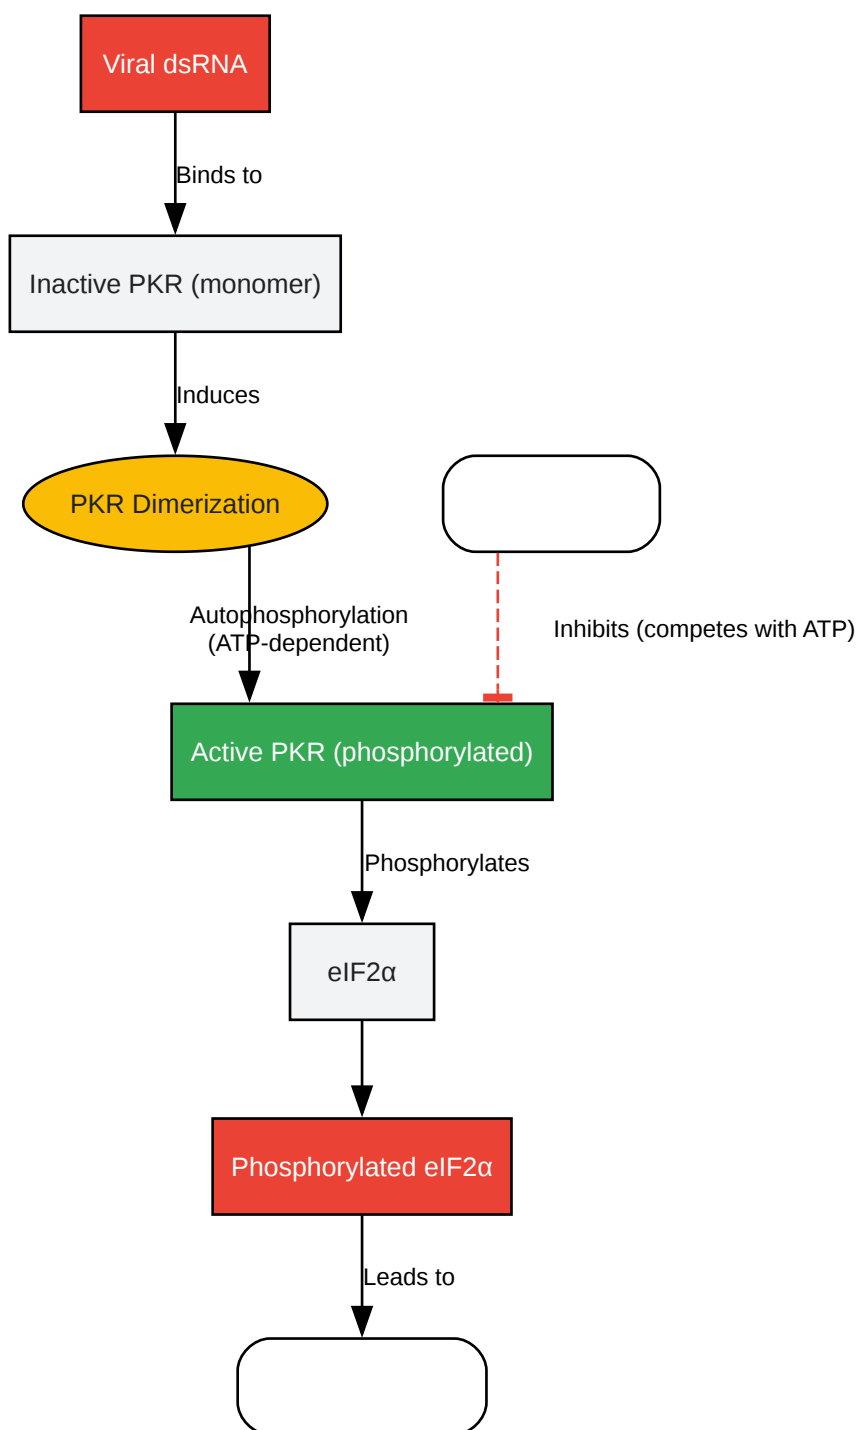 Viral dsRNA
Binds to
Inactive PKR (monomer)
Induces
PKR Dimerization
Autophosphorylation
(ATP-dependent)
Inhibits (competes with ATP)
Active PKR (phosphorylated)
Phosphorylates
eIF2α
Phosphorylated eIF2α
Leads to